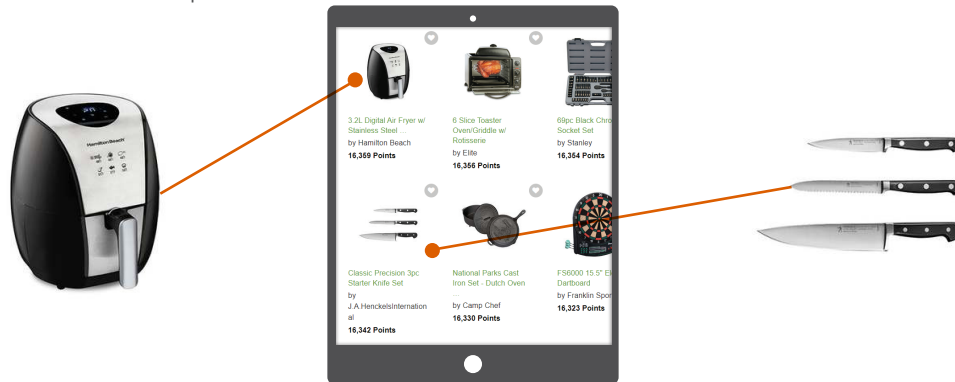 HamiltonBeach
3.2L Digital Air Fryer w/
Stainless Steel ...
by Hamilton Beach
16,359 Points
6 Slice Toaster
Oven/Griddle w/
Rotisserie
by Elite
16,356 Points
69pc Black Chro
Socket Set
by Stanley
16,354 Points
Classic Precision 3pc
Starter Knife Set
by
J.A.HenckelsInternation
al
16,342 Points
National Parks Cast
Iron Set - Dutch Oven
...
by Camp Chef
16,330 Points
FS6000 15.5" El
Dartboard
by Franklin Spor
16,323 Points